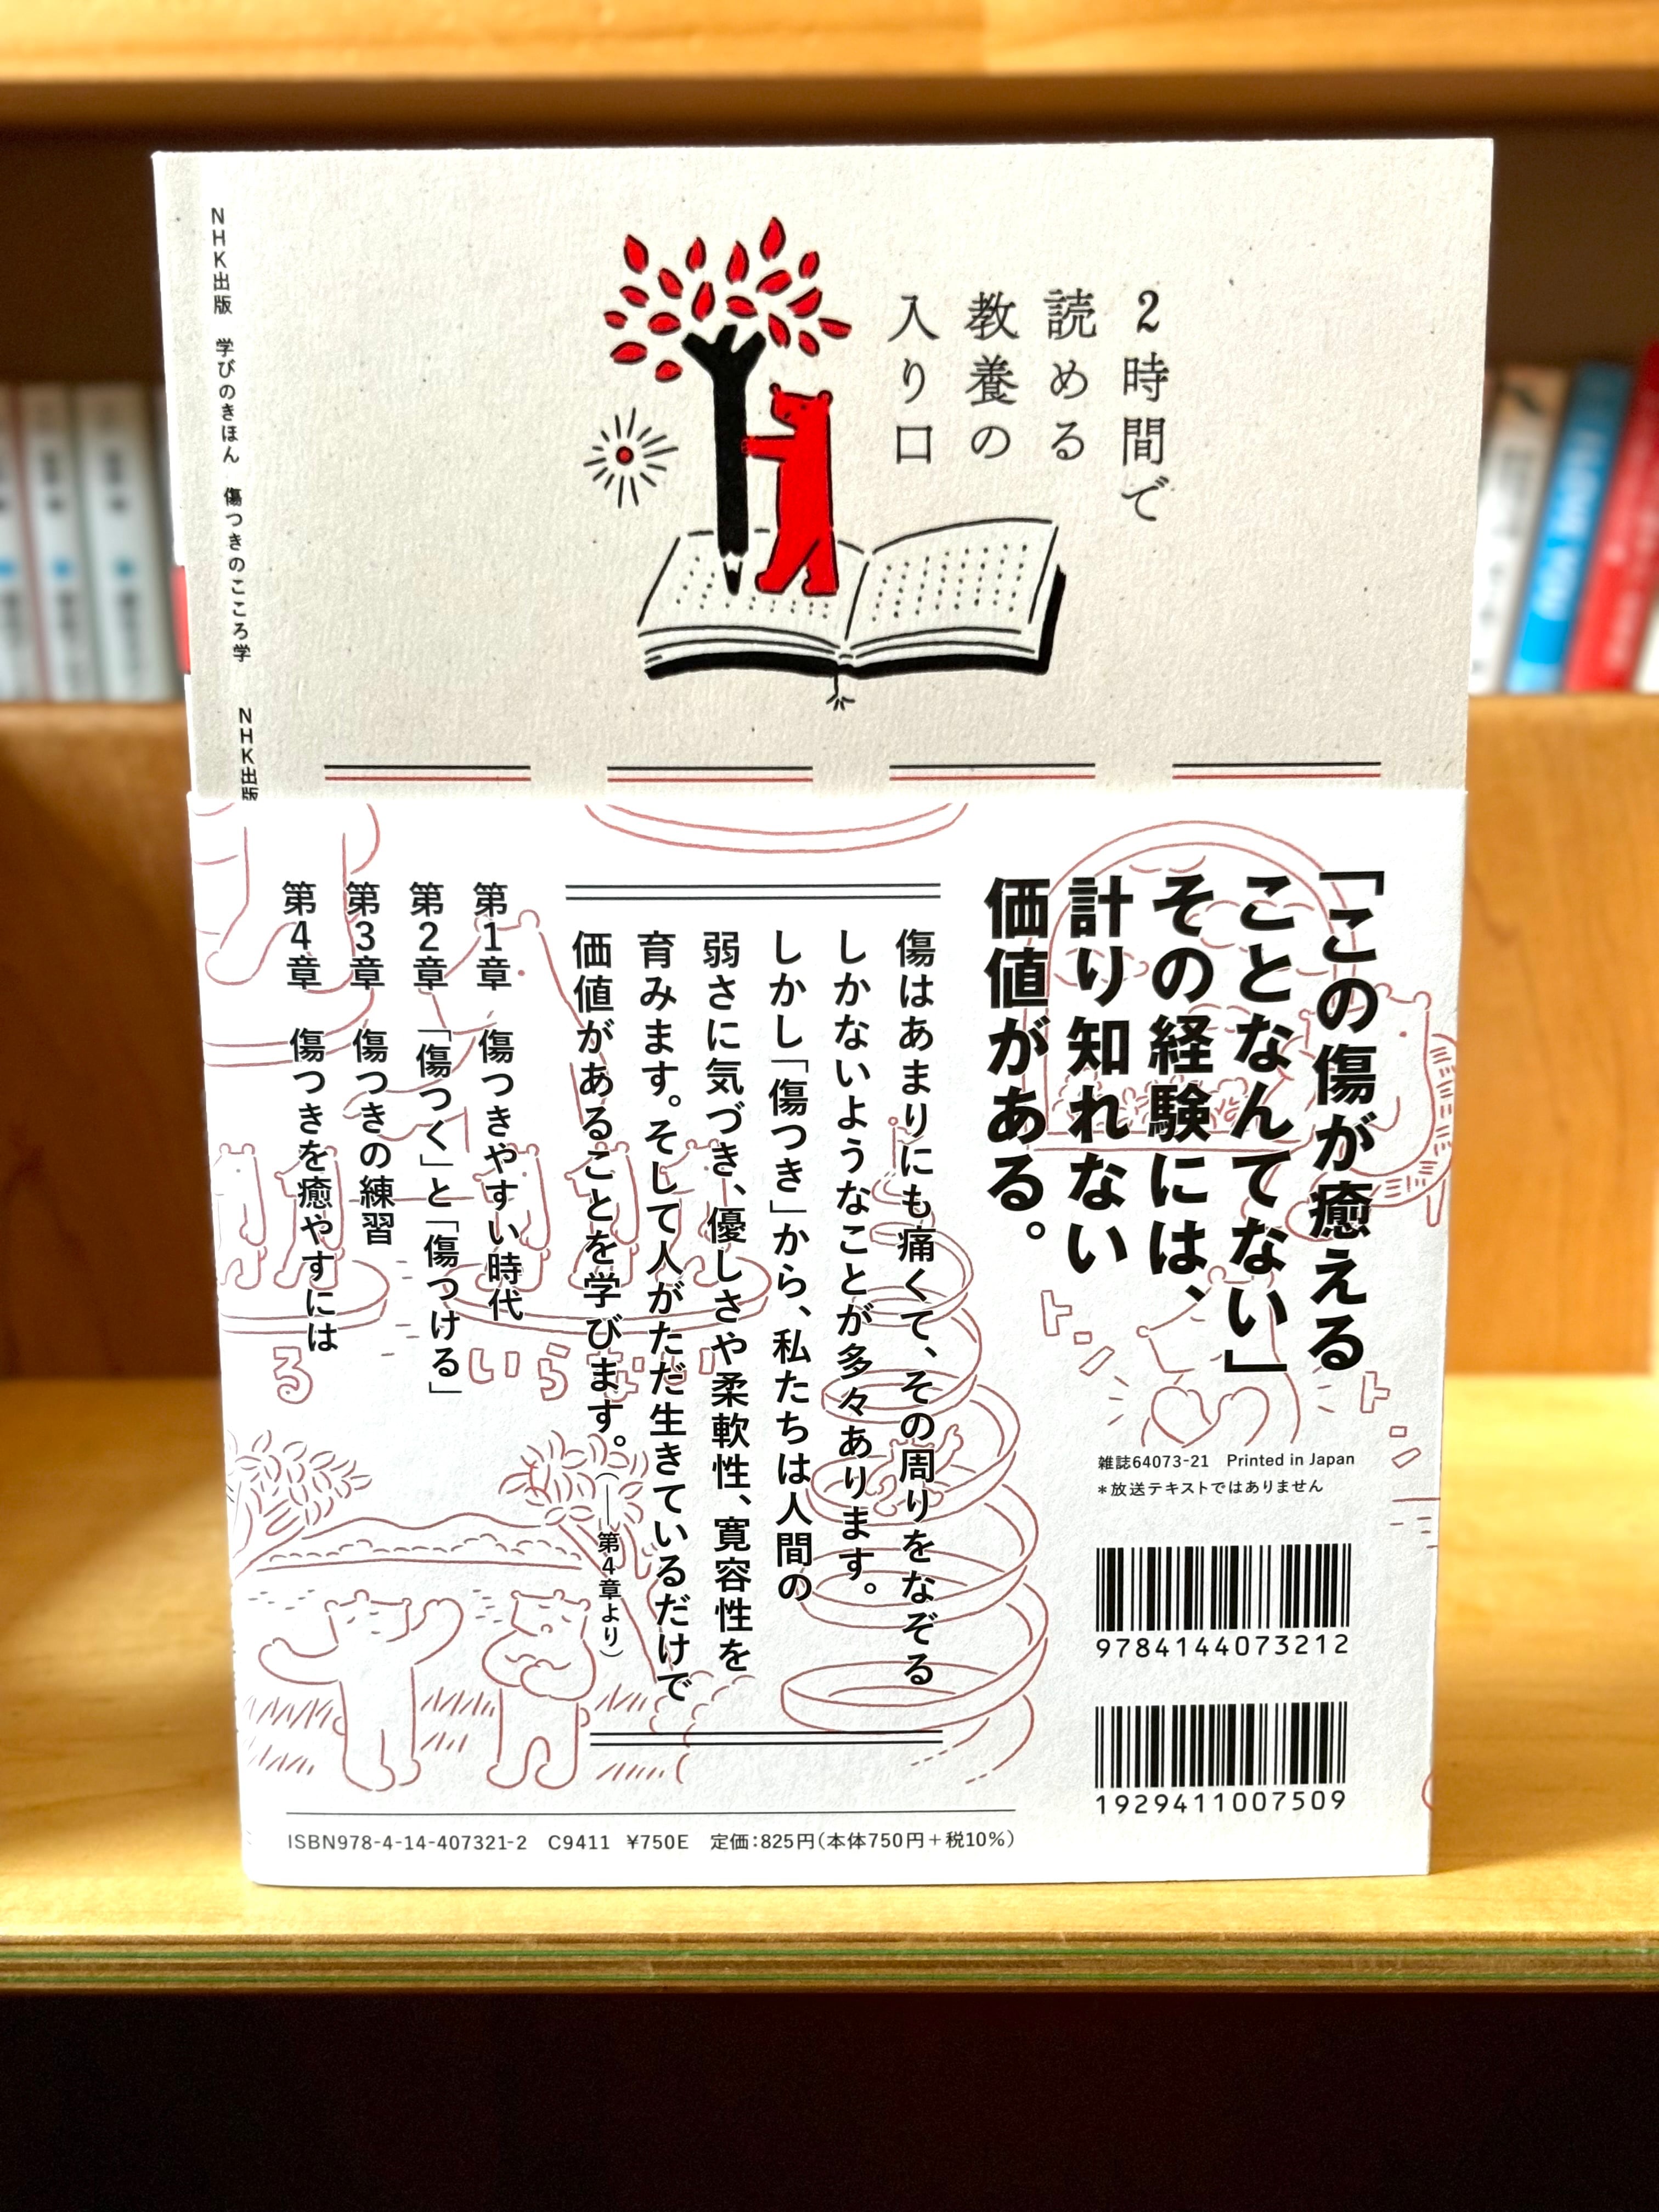 NHK出版 学びのきほん 傷つきのこころ学 NHK出版
2時間で
読める
教養の
入り口
「この傷が癒える
ことなんてない」
その経験には、
計り知れない
価値がある。
傷はあまりにも痛くて、その周りをなぞる
しかないようなことが多々あります。
しかし「傷つき」から、私たちは人間の
弱さに気づき、優しさや柔軟性、寛容性を
育みます。そして人がただ生きているだけで
価値があることを学びます。(——第4章より)
第1章 傷つきやすい時代
第2章 「傷つく」と「傷つける」
第3章 傷つきの練習
第4章 傷つきを癒やすには
トン
トン
る
いらない
雑誌64073-21 Printed in Japan
*放送テキストではありません
9784144073212
1929411007509
ISBN978-4-14-407321-2 C9411 ¥750E 定価:825円(本体750円+税10%)